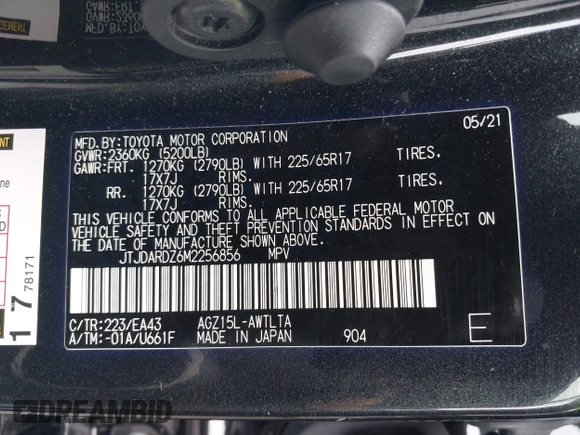 MFD.BY:TOYOTA MOTOR CORPORATION 05/21
GVWR:2360KG (5200LB)
GAWR:FRT. 1270KG (2790LB) WITH 225/65R17 TIRES.
17X7J RIMS.
RR. 1270KG (2790LB) WITH 225/65R17 TIRES.
17X7J RIMS.
THIS VEHICLE CONFORMS TO ALL APPLICABLE FEDERAL MOTOR
VEHICLE SAFETY AND THEFT PREVENTION STANDARDS IN EFFECT ON
THE DATE OF MANUFACTURE SHOWN ABOVE.
JTJDARDZ6M2256856 MPV
C/TR:223/EA43 AGZ15L-AWTLTA
A/TM:-01A/U661F MADE IN JAPAN 904 E
1 7 78171
DREAMBID